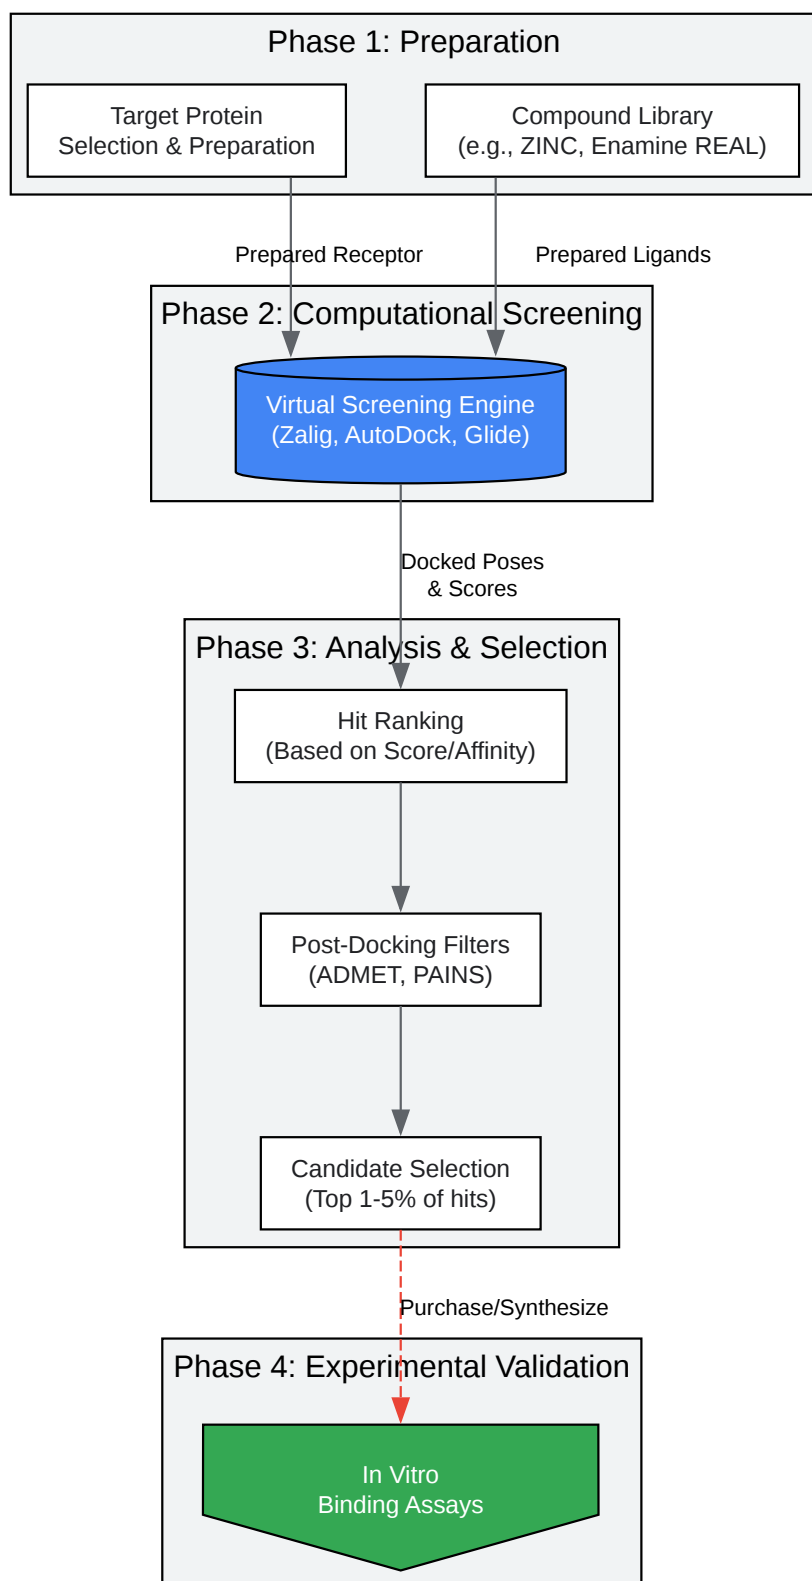 Phase 1: Preparation
Target Protein
Selection & Preparation
Compound Library
(e.g., ZINC, Enamine REAL)
Prepared Receptor
Prepared Ligands
Phase 2: Computational Screening
Virtual Screening Engine
(Zalig, AutoDock, Glide)
Docked Poses
& Scores
Phase 3: Analysis & Selection
Hit Ranking
(Based on Score/Affinity)
Post-Docking Filters
(ADMET, PAINS)
Candidate Selection
(Top 1-5% of hits)
Purchase/Synthesize
Phase 4: Experimental Validation
In Vitro
Binding Assays